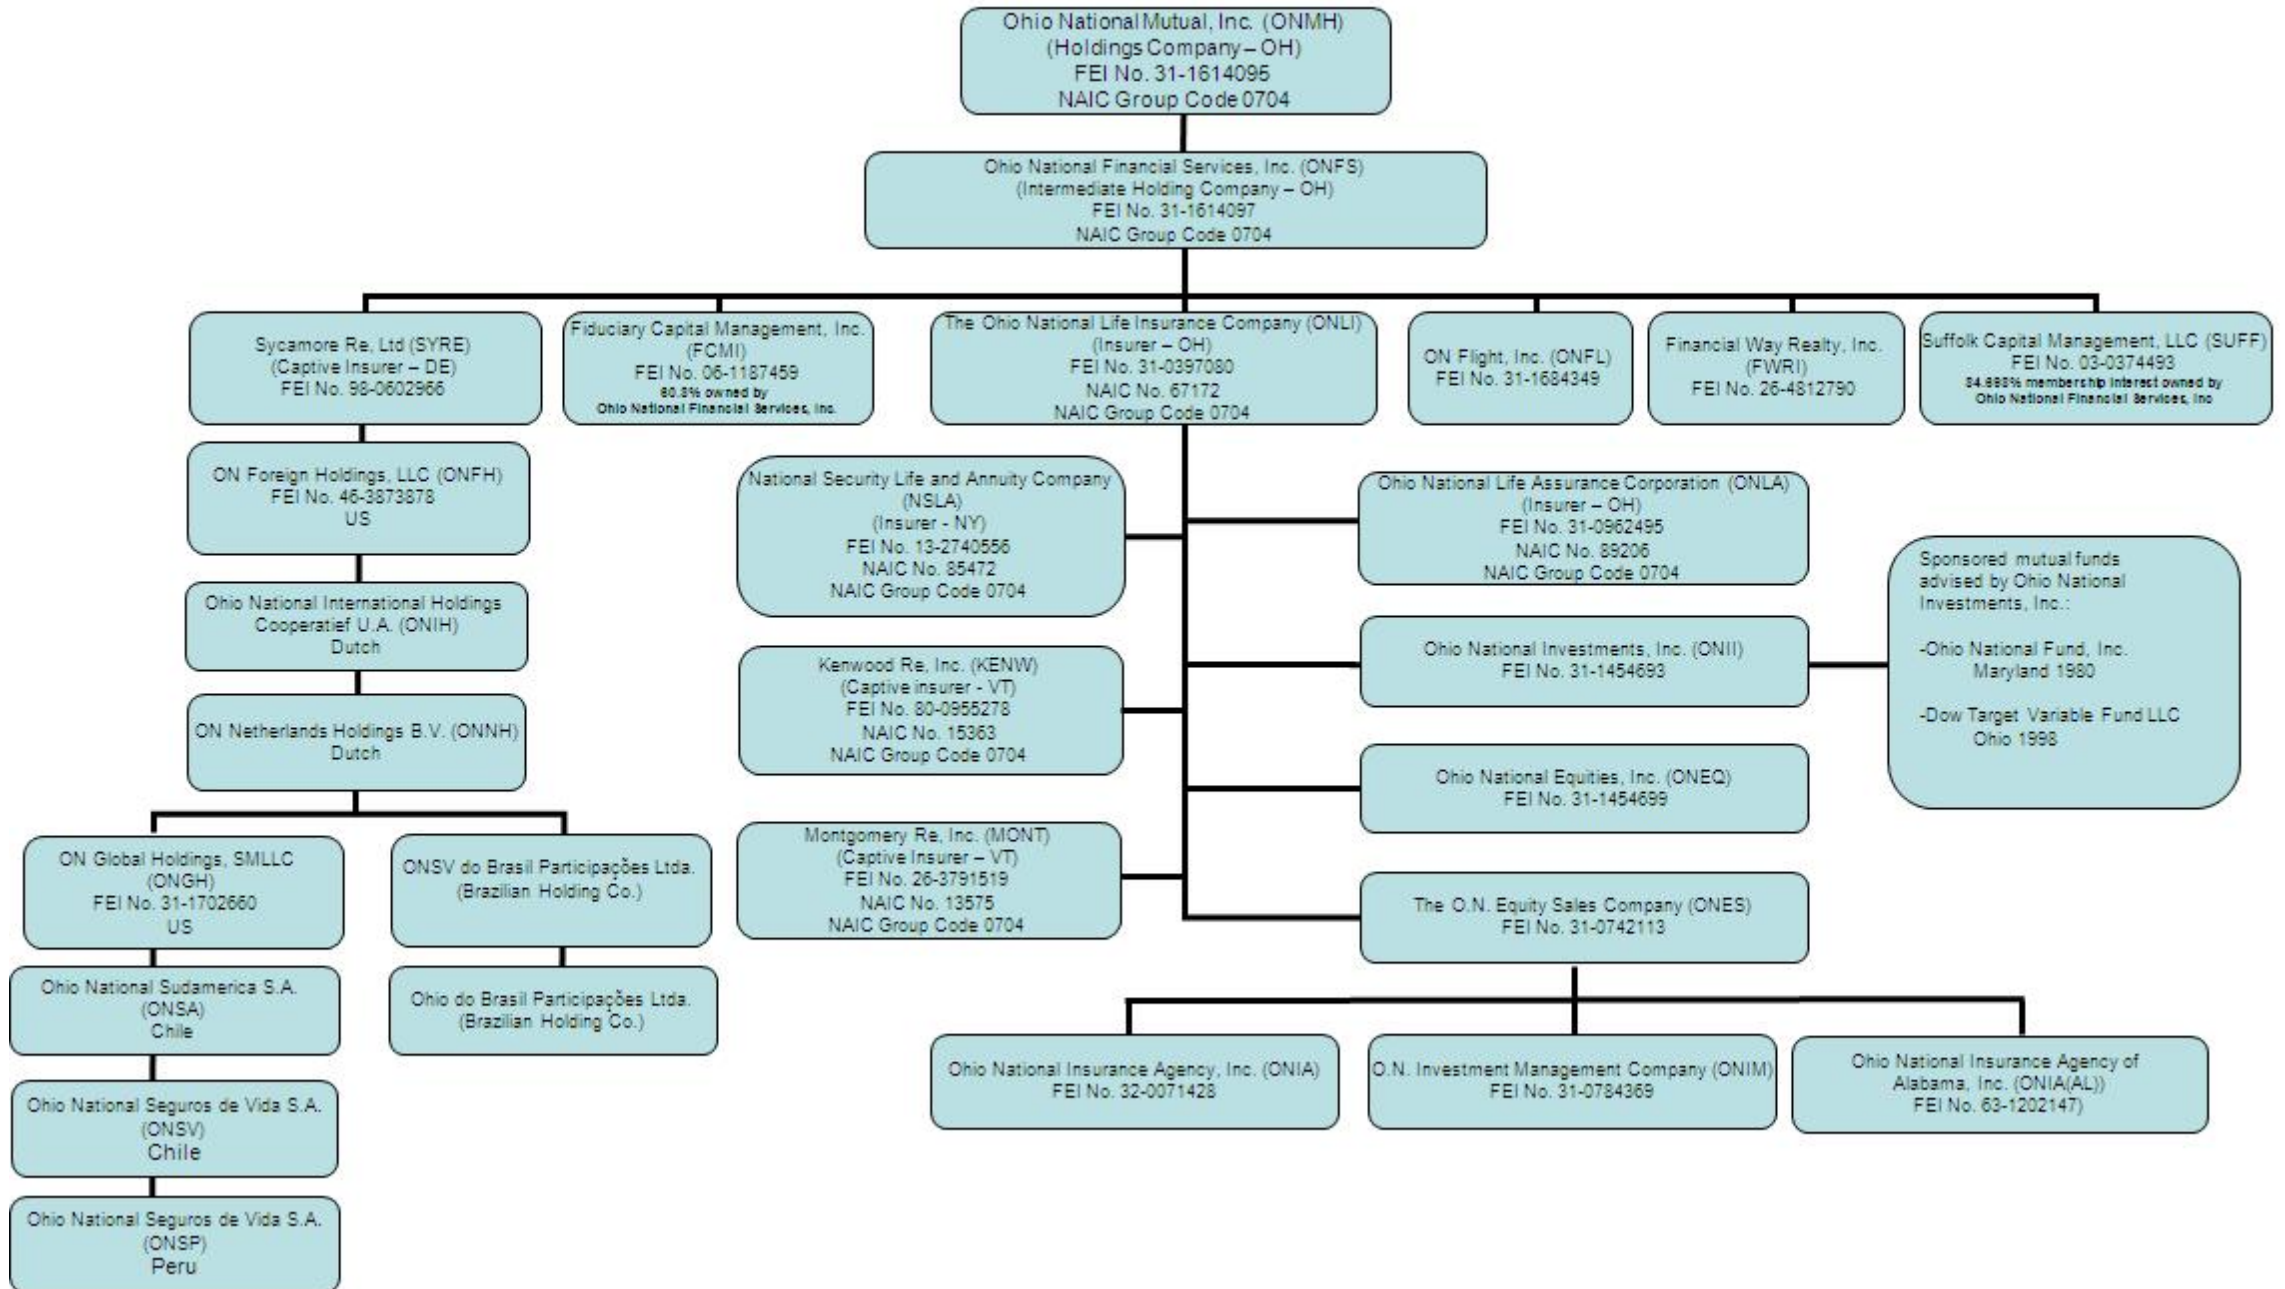 Ohio National Mutual, Inc. (ONMH)
(Holdings Company – OH)
FEI No. 31-1614095
NAIC Group Code 0704
Ohio National Financial Services, Inc. (ONFS)
(Intermediate Holding Company – OH)
FEI No. 31-1614097
NAIC Group Code 0704
Sycamore Re, Ltd (SYRE)
(Captive Insurer – DE)
FEI No. 98-0602966
Fiduciary Capital Management, Inc.
(FCMI)
FEI No. 06-1187459
owned by
Ohio National Financial Services, Inc.
The Ohio National Life Insurance Company (ONLI)
(Insurer – OH)
FEI No. 31-0397080
NAIC No. 67172
NAIC Group Code 0704
ON Flight, Inc. (ONFL)
FEI No. 31-1684349
Financial Way Realty, Inc.
(FWRI)
FEI No. 26-4812790
Suffolk Capital Management, LLC (SUFF)
FEI No. 03-0374493
membership interest owned by
Ohio National Financial Services, Inc
ON Foreign Holdings, LLC (ONFH)
FEI No. 46-3873878
US
Ohio National International Holdings
Cooperatief U.A. (ONIH)
Dutch
ON Netherlands Holdings B.V. (ONNH)
Dutch
ON Global Holdings, SMLLC
(ONGH)
FEI No. 31-1702660
US
Ohio National Sudamerica S.A.
(ONSA)
Chile
Ohio National Seguros de Vida S.A.
(ONSV)
Chile
Ohio National Seguros de Vida S.A.
(ONSP)
Peru
ONSV do Brasil Participações Ltda.
(Brazilian Holding Co.)
Ohio do Brasil Participações Ltda.
(Brazilian Holding Co.)
National Security Life and Annuity Company
(NSLA)
(Insurer - NY)
FEI No. 13-2740556
NAIC No. 85472
NAIC Group Code 0704
Kenwood Re, Inc. (KENW)
(Captive insurer - VT)
FEI No. 80-0955278
NAIC No. 15363
NAIC Group Code 0704
Montgomery Re, Inc. (MONT)
(Captive Insurer – VT)
FEI No. 26-3791519
NAIC No. 13575
NAIC Group Code 0704
Ohio National Life Assurance Corporation (ONLA)
(Insurer – OH)
FEI No. 31-0962495
NAIC No. 89206
NAIC Group Code 0704
Ohio National Investments, Inc. (ONII)
FEI No. 31-1454693
Sponsored mutual funds
advised by Ohio National
Investments, Inc.:
-Ohio National Fund, Inc.
Maryland 1980
-Dow Target Variable Fund LLC
Ohio 1998
Ohio National Equities, Inc. (ONEQ)
FEI No. 31-1454699
The O.N. Equity Sales Company (ONES)
FEI No. 31-0742113
Ohio National Insurance Agency, Inc. (ONIA)
FEI No. 32-0071428
O.N. Investment Management Company (ONIM)
FEI No. 31-0784369
Ohio National Insurance Agency of
Alabama, Inc. (ONIA(AL))
FEI No. 63-1202147)